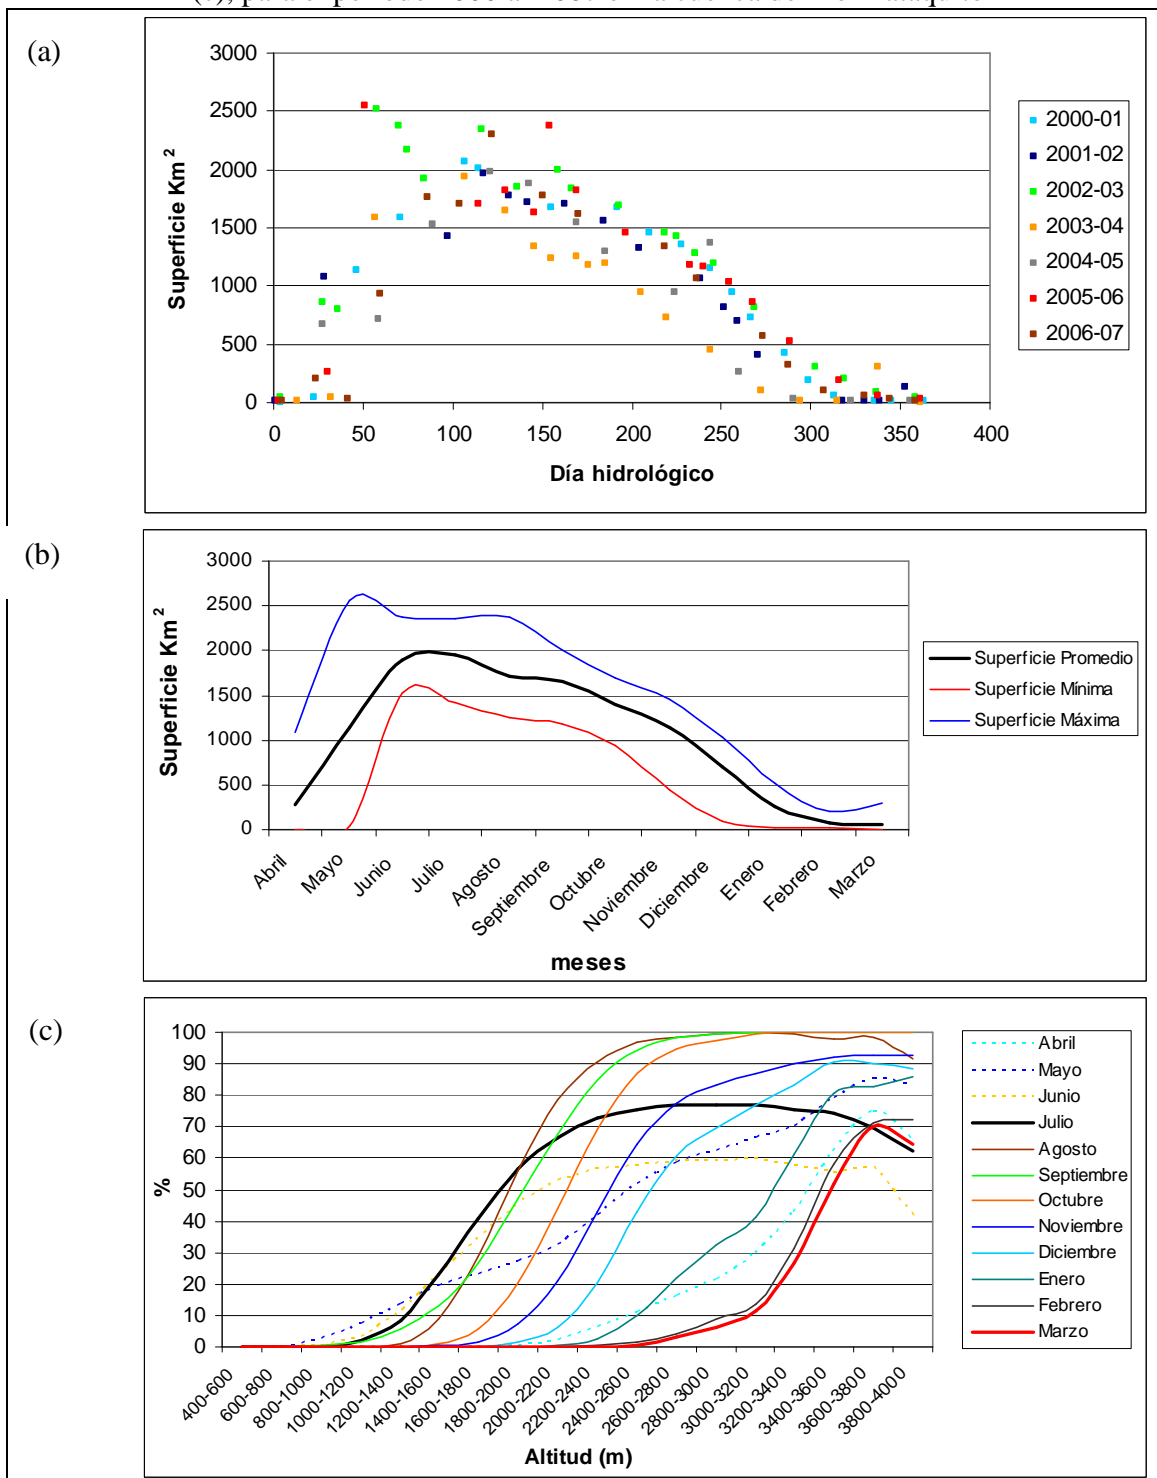 (a)
3000
2500
2000
1500
1000
500
0
Superficie Km²
0 50 100 150 200 250 300 350 400
Día hidrológico
2000-01
2001-02
2002-03
2003-04
2004-05
2005-06
2006-07
(b)
3000
2500
2000
1500
1000
500
0
Superficie Km²
Abril
Mayo
Junio
Julio
Agosto
Septiembre
Octubre
Noviembre
Diciembre
Enero
Febrero
Marzo
meses
Superficie Promedio
Superficie Mínima
Superficie Máxima
(c)
100
90
80
70
60
50
40
30
20
10
0
%
400-600
600-800
800-1000
1000-1200
1200-1400
1400-1600
1600-1800
1800-2000
2000-2200
2200-2400
2400-2600
2600-2800
2800-3000
3000-3200
3200-3400
3400-3600
3600-3800
3800-4000
Altitud (m)
Abril
Mayo
Junio
Julio
Agosto
Septiembre
Octubre
Noviembre
Diciembre
Enero
Febrero
Marzo